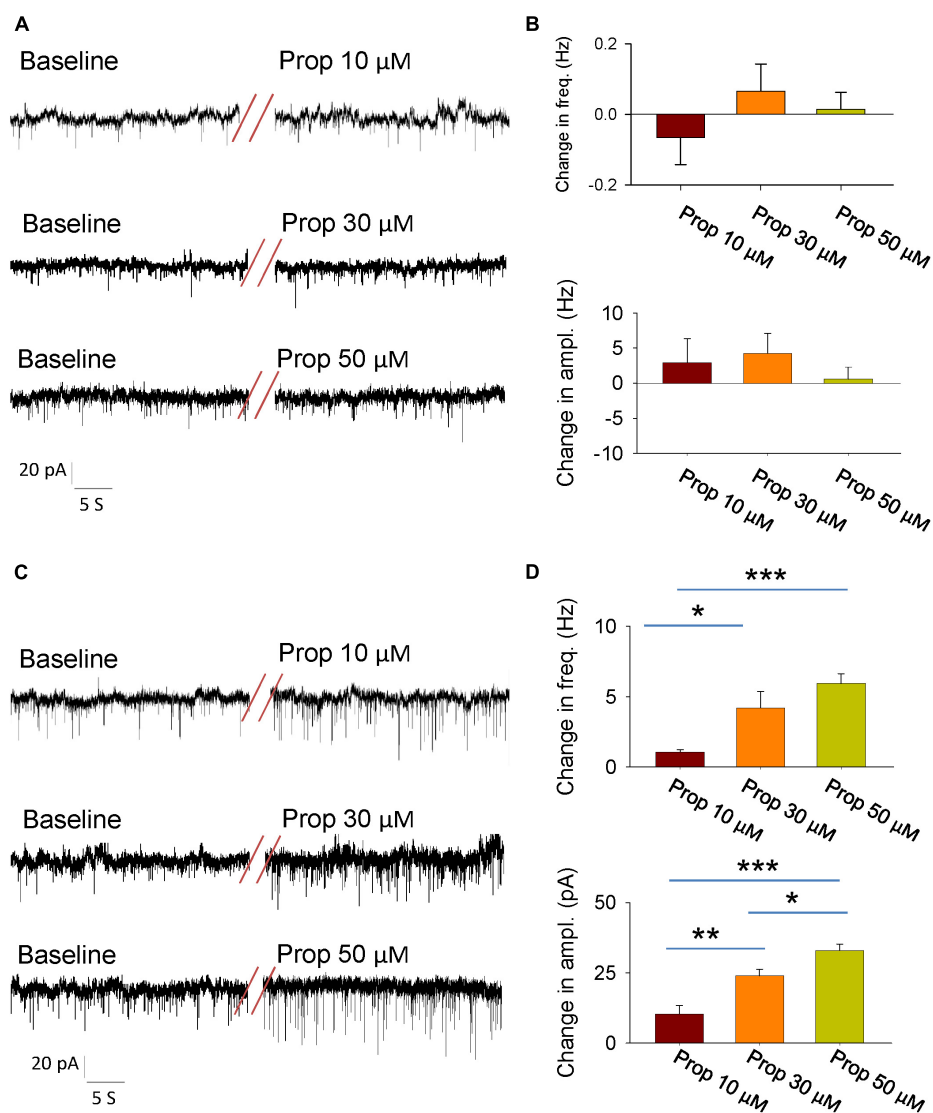 A
Baseline
Prop 10 µM
Baseline
Prop 30 µM
Baseline
Prop 50 µM
20 pA
5 S
B
Change in freq. (Hz)
0.2
0.0
-0.2
Prop 10 µM
Prop 30 µM
Prop 50 µM
Change in ampl. (Hz)
10
5
0
-5
-10
Prop 10 µM
Prop 30 µM
Prop 50 µM
C
Baseline
Prop 10 µM
Baseline
Prop 30 µM
Baseline
Prop 50 µM
20 pA
5 S
D
***
*
Change in freq. (Hz)
10
5
0
Prop 10 µM
Prop 30 µM
Prop 50 µM
***
*
**
Change in ampl. (pA)
50
25
0
Prop 10 µM
Prop 30 µM
Prop 50 µM